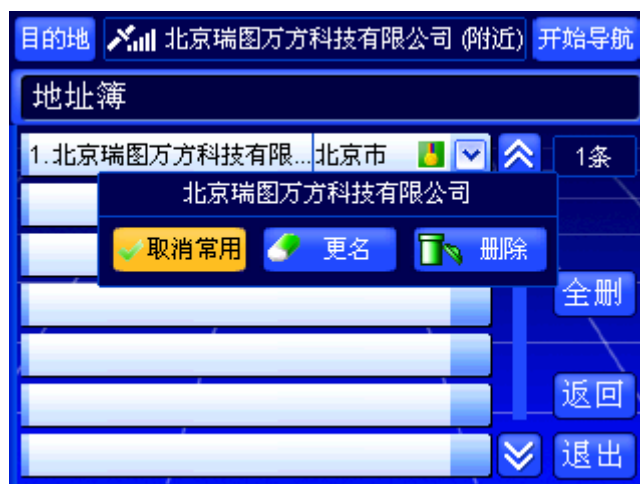 目的地 北京瑞图万方科技有限公司 (附近) 开始导航
地址簿
1.北京瑞图万方科技有限... 北京市 1条
北京瑞图万方科技有限公司
取消常用 更名 删除
全删
返回
退出